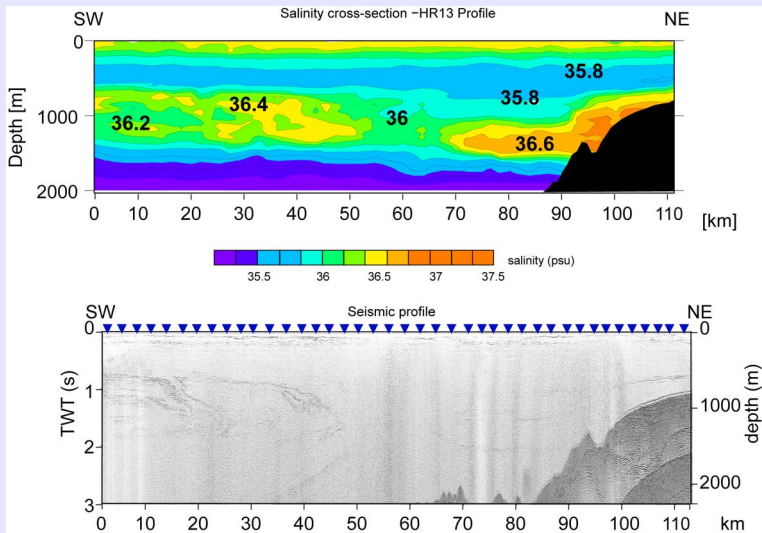 Salinity cross-section −HR13 Profile
SW NE
0
1000
2000
Depth [m]
35.8
35.8
36.4
36.2
36
36.6
0 10 20 30 40 50 60 70 80 90 100 110
[km]
salinity (psu)
35.5 36 36.5 37 37.5
SW Seismic profile NE
0 0
1
1000
2
2000
3
TWT (s)
depth (m)
0 10 20 30 40 50 60 70 80 90 100 km